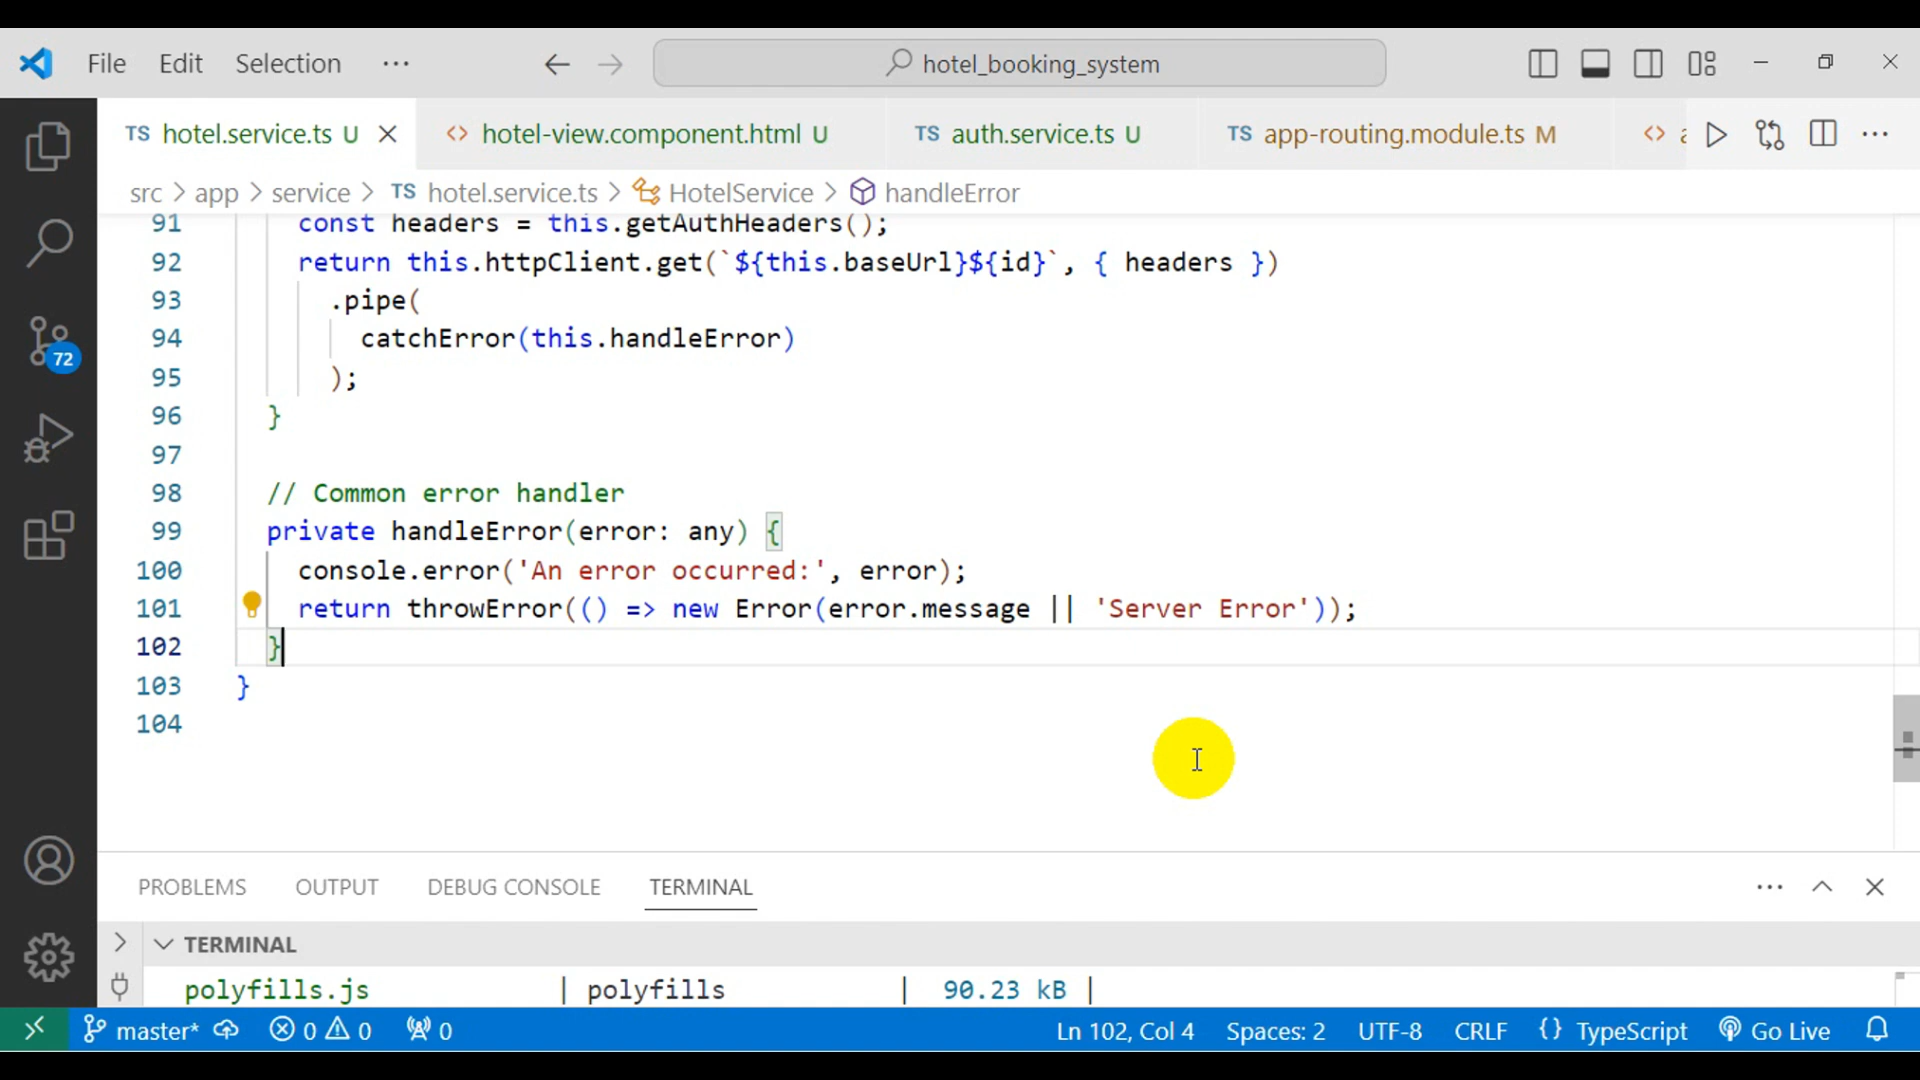 File Edit Selection ··· hotel_booking_system
TS hotel.service.ts U <> hotel-view.component.html U TS auth.service.ts U TS app-routing.module.ts M <> a
src > app > service > TS hotel.service.ts > HotelService > handleError
91 const headers = this.getAuthHeaders();
92 return this.httpClient.get(`${this.baseUrl}${id}`, { headers })
93 .pipe(
94 catchError(this.handleError)
95 );
96 }
97
98 // Common error handler
99 private handleError(error: any) {
100 console.error('An error occurred:', error);
101 return throwError(() => new Error(error.message || 'Server Error'));
102 }
103 }
104
72
PROBLEMS OUTPUT DEBUG CONSOLE TERMINAL
TERMINAL
polyfills.js | polyfills | 90.23 kB |
master* 0 0 0 Ln 102, Col 4 Spaces: 2 UTF-8 CRLF {} TypeScript Go Live